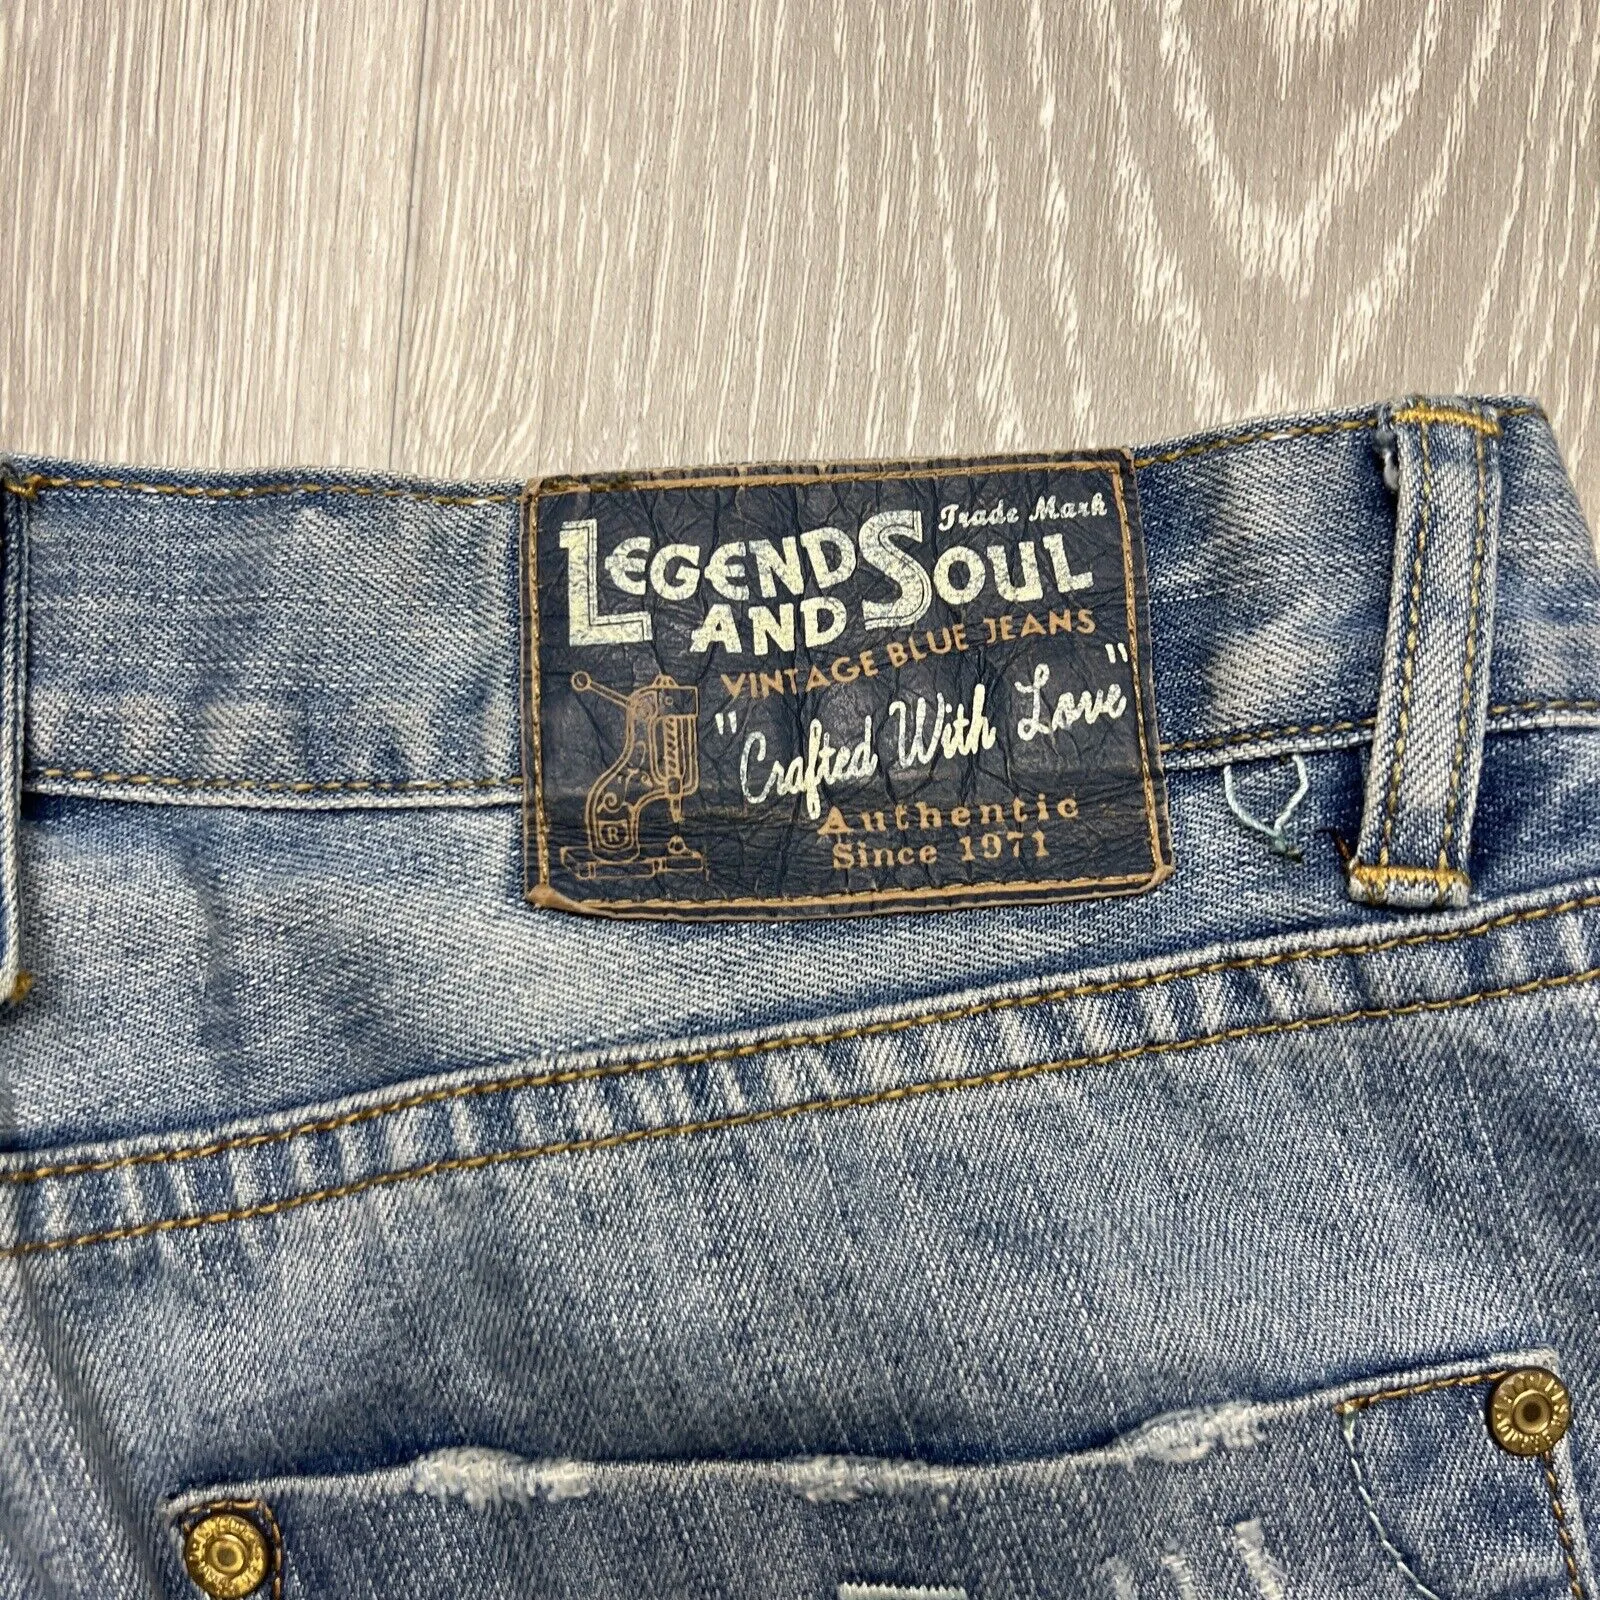 Trade Mark
LEGEND SOUL
AND
VINTAGE BLUE JEANS
"Crafted With Love"
Authentic
Since 1971
R